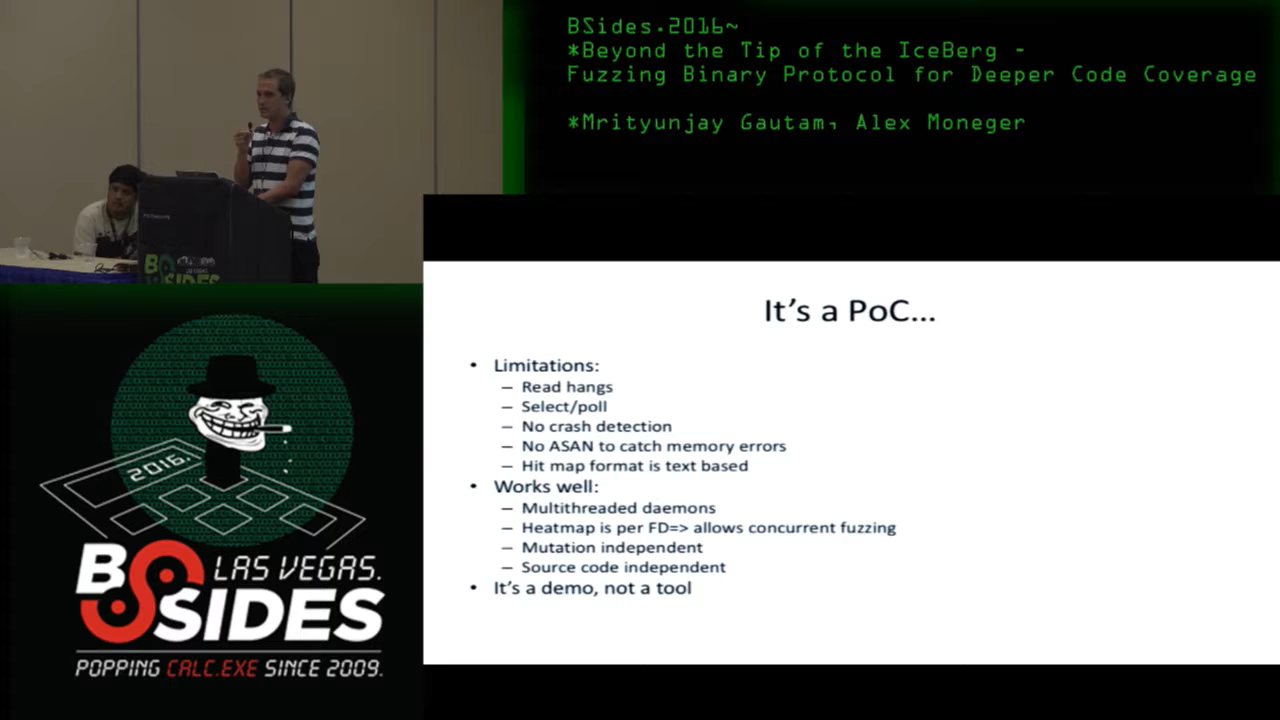 BSides.2016~
*Beyond the Tip of the IceBerg -
Fuzzing Binary Protocol for Deeper Code Coverage
*Mrityunjay Gautam, Alex Moneger
It's a PoC...
• Limitations:
– Read hangs
– Select/poll
– No crash detection
– No ASAN to catch memory errors
– Hit map format is text based
• Works well:
– Multithreaded daemons
– Heatmap is per FD=> allows concurrent fuzzing
– Mutation independent
– Source code independent
• It's a demo, not a tool
BSIDES
2016.
BSIDES LAS VEGAS.
POPPING CALC.EXE SINCE 2009.